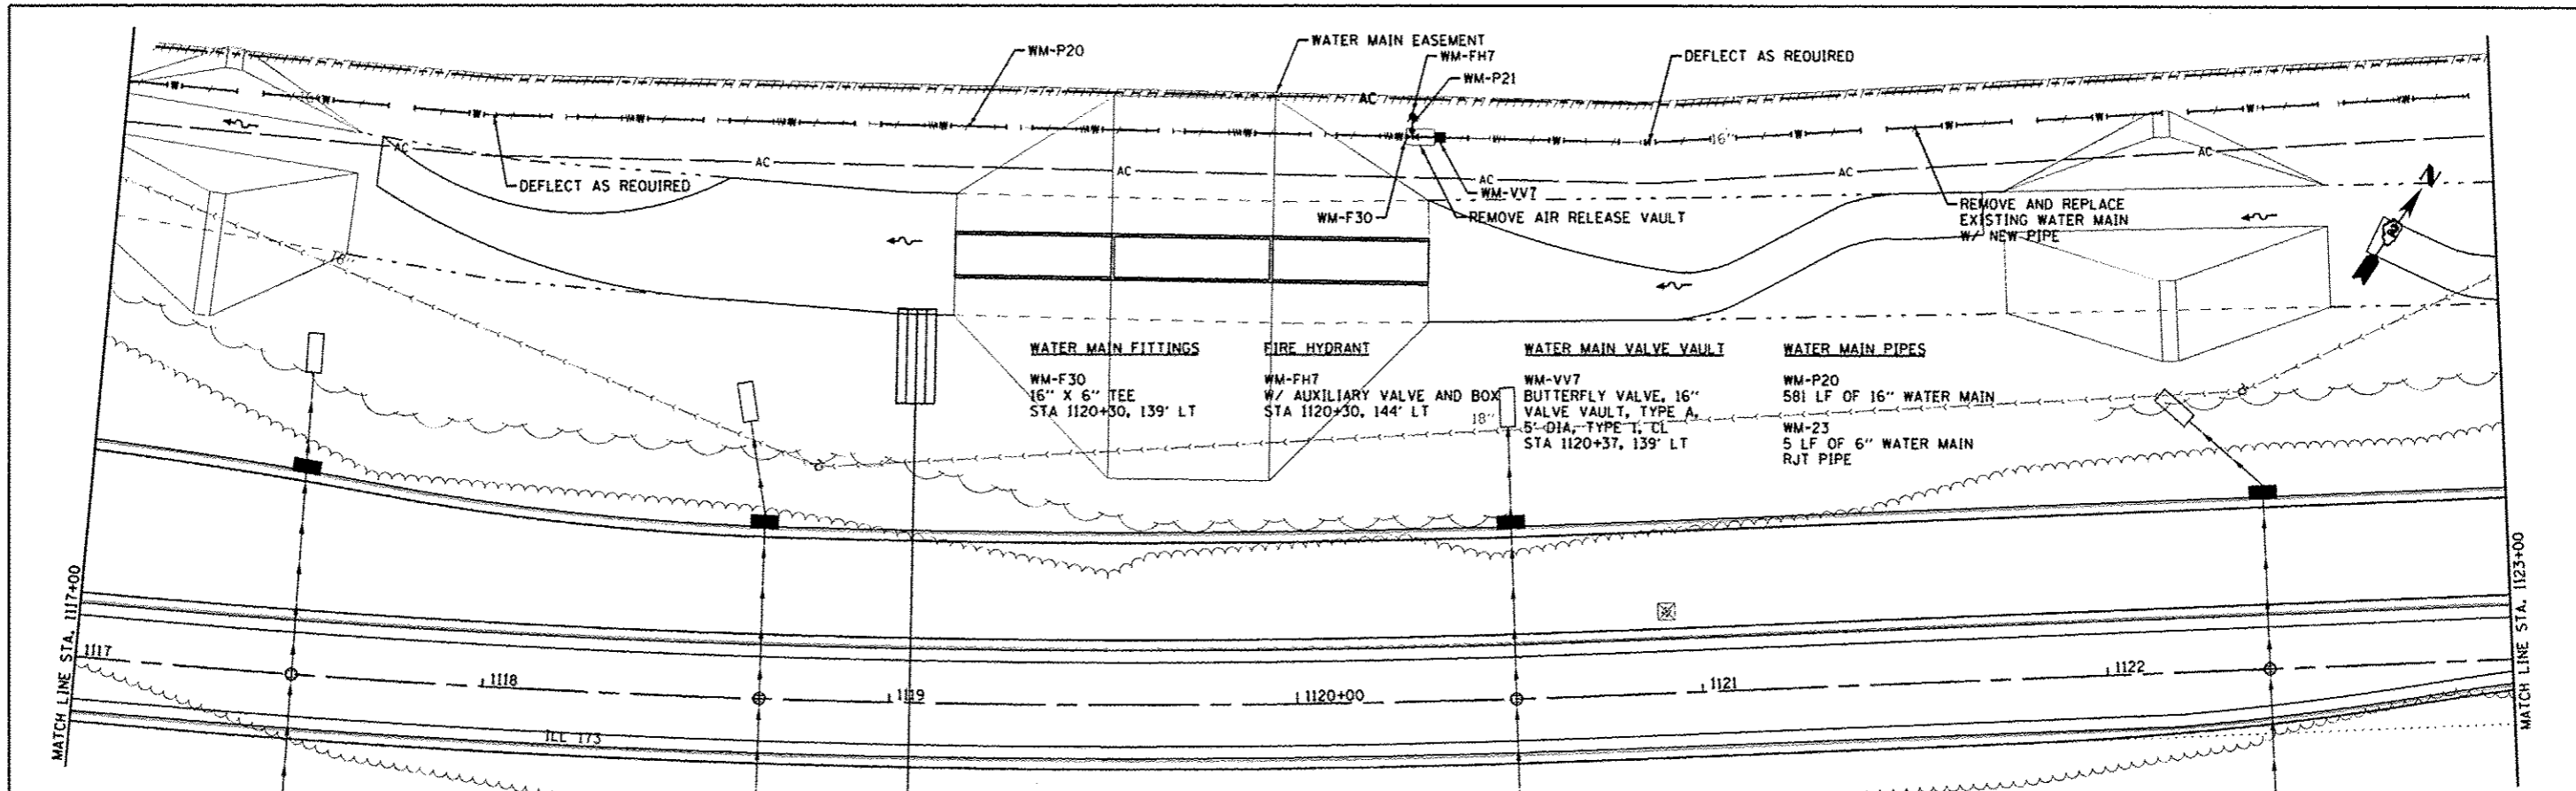 WM-P20
WATER MAIN EASEMENT
WM-FH7
WM-P21
DEFLECT AS REQUIRED
W W W W W W W W W W W W W W W
AC
16"
AC AC AC AC AC AC
DEFLECT AS REQUIRED
WM-VV7
WM-F30
REMOVE AIR RELEASE VAULT
REMOVE AND REPLACE
EXISTING WATER MAIN
W/ NEW PIPE
N
WATER MAIN FITTINGS
WM-F30
16" X 6" TEE
STA 1120+30, 139' LT
FIRE HYDRANT
WM-FH7
W/ AUXILIARY VALVE AND BOX
STA 1120+30, 144' LT
WATER MAIN VALVE VAULT
WM-VV7
BUTTERFLY VALVE, 16"
VALVE VAULT, TYPE A,
5' DIA, TYPE 1, CL
STA 1120+37, 139' LT
WATER MAIN PIPES
WM-P20
581 LF OF 16" WATER MAIN
WM-23
5 LF OF 6" WATER MAIN
RJT PIPE
18"
MATCH LINE STA. 1117+00
1117
1118
1119
1120+00
1121
1122
ILL 173
MATCH LINE STA. 1123+00